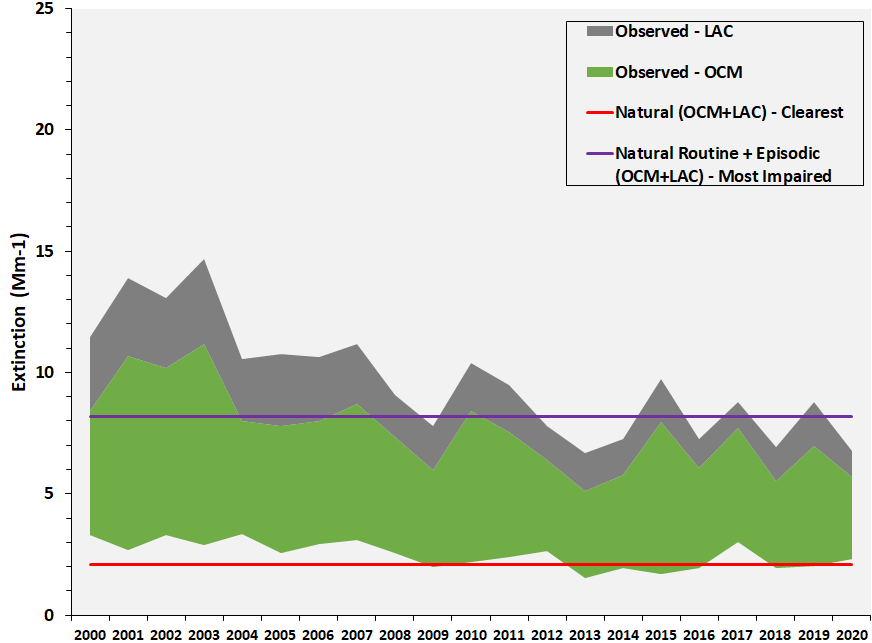 25
20
15
10
5
0
Extinction (Mm-1)
Observed - LAC
Observed - OCM
Natural (OCM+LAC) - Clearest
Natural Routine + Episodic
(OCM+LAC) - Most Impaired
2000 2001 2002 2003 2004 2005 2006 2007 2008 2009 2010 2011 2012 2013 2014 2015 2016 2017 2018 2019 2020